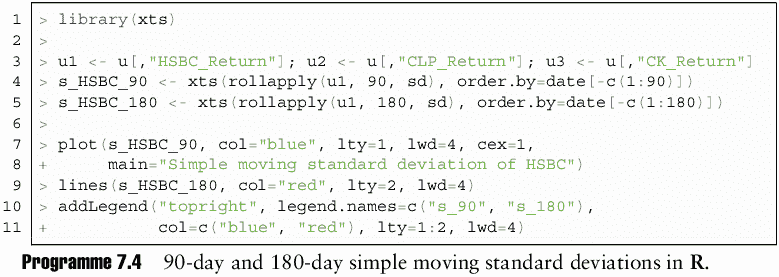 1 > library(xts)
2 >
3 > u1 <- u[,"HSBC_Return"]; u2 <- u[,"CLP_Return"]; u3 <- u[,"CK_Return"]
4 > s_HSBC_90 <- xts(rollapply(u1, 90, sd), order.by=date[-c(1:90)])
5 > s_HSBC_180 <- xts(rollapply(u1, 180, sd), order.by=date[-c(1:180)])
6 >
7 > plot(s_HSBC_90, col="blue", lty=1, lwd=4, cex=1,
8 + main="Simple moving standard deviation of HSBC")
9 > lines(s_HSBC_180, col="red", lty=2, lwd=4)
10 > addLegend("topright", legend.names=c("s_90", "s_180"),
11 + col=c("blue", "red"), lty=1:2, lwd=4)
Programme 7.4 90-day and 180-day simple moving standard deviations in R.